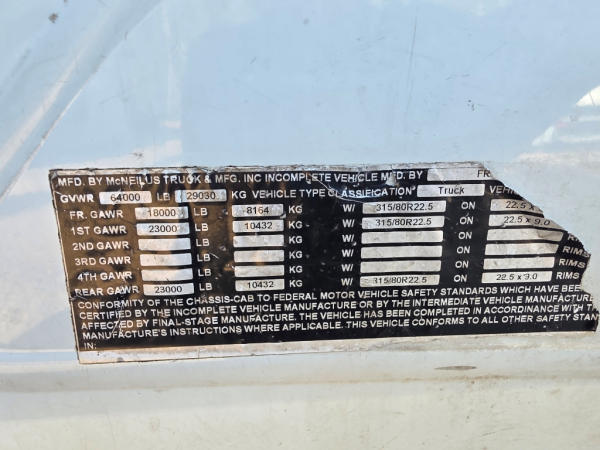 MFD. BY McNEILUS TRUCK & MFG. INC INCOMPLETE VEHICLE MFD. BY FR
GVWR 64000 LB 29030 KG VEHICLE TYPE CLASSIFICATION Truck VEHI
FR. GAWR 18000 LB 8164 KG W/ 315/80R22.5 ON 22.5 x
1ST GAWR 23000 LB 10432 KG W/ 315/80R22.5 ON 22.5 x 9.0
2ND GAWR LB KG W/ ON RIMS
3RD GAWR LB KG W/ ON RIMS
4TH GAWR LB KG W/ ON RIMS
REAR GAWR 23000 LB 10432 KG W/ 315/80R22.5 ON 22.5 x 9.0 RIMS
CONFORMITY OF THE CHASSIS-CAB TO FEDERAL MOTOR VEHICLE SAFETY STANDARDS WHICH HAVE BEEN
CERTIFIED BY THE INCOMPLETE VEHICLE MANUFACTURER OR BY THE INTERMEDIATE VEHICLE MANUFACTURE
AFFECTED BY FINAL-STAGE MANUFACTURE. THE VEHICLE HAS BEEN COMPLETED IN ACCORDANCE WITH T
MANUFACTURE'S INSTRUCTIONS WHERE APPLICABLE. THIS VEHICLE CONFORMS TO ALL OTHER SAFETY STAN
IN: